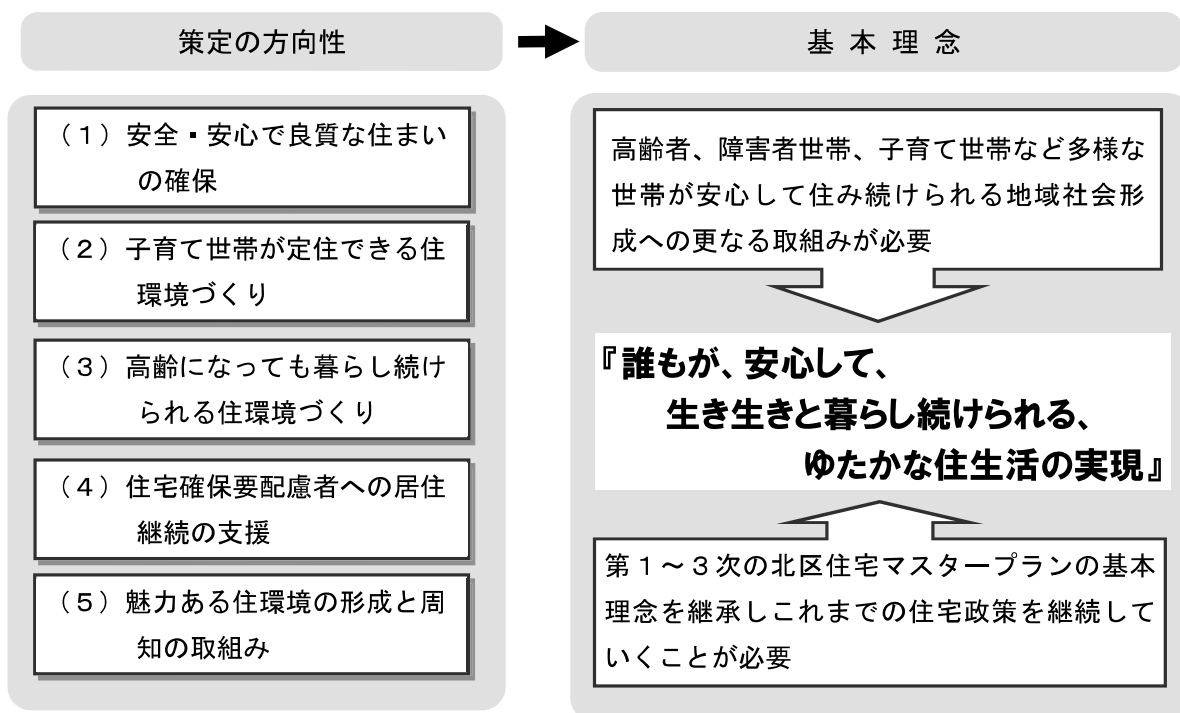 策定の方向性
基本理念
（１）安全・安心で良質な住まい
の確保
（２）子育て世帯が定住できる住
環境づくり
（３）高齢になっても暮らし続け
られる住環境づくり
（４）住宅確保要配慮者への居住
継続の支援
（５）魅力ある住環境の形成と周
知の取組み
高齢者、障害者世帯、子育て世帯など多様な
世帯が安心して住み続けられる地域社会形
成への更なる取組みが必要
『誰もが、安心して、
生き生きと暮らし続けられる、
ゆたかな住生活の実現』
第１～３次の北区住宅マスタープランの基本
理念を継承しこれまでの住宅政策を継続して
いくことが必要